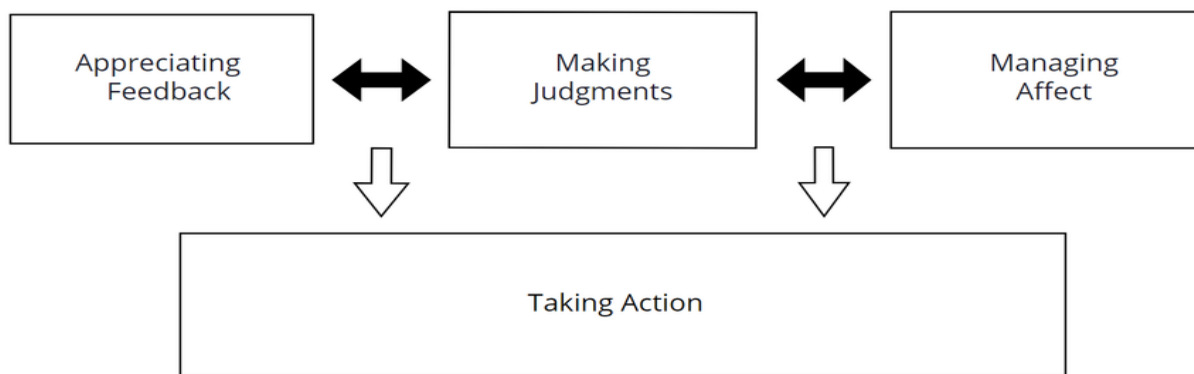 Appreciating
Feedback
Making
Judgments
Managing
Affect
Taking Action